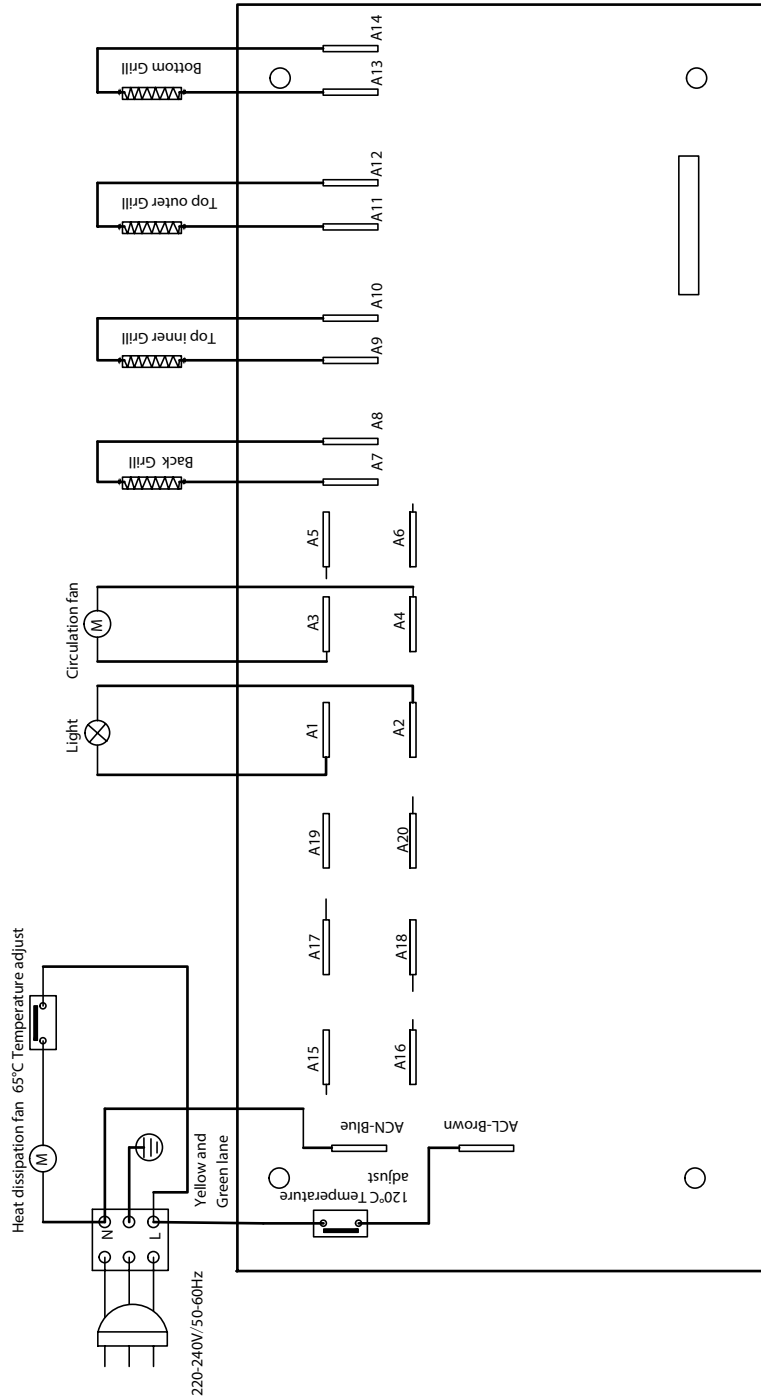 Bottom Grill
A14
A13
Top outer Grill
A12
A11
Top inner Grill
A10
A9
Back Grill
A8
A7
A5
A6
Circulation fan
M
A3
A4
Light
A1
A2
A19
A20
A17
A18
A15
A16
Heat dissipation fan
65°C Temperature adjust
M
N
L
Yellow and
Green lane
ACN-Blue
ACL-Brown
120°C Temperature
adjust
220-240V/50-60Hz